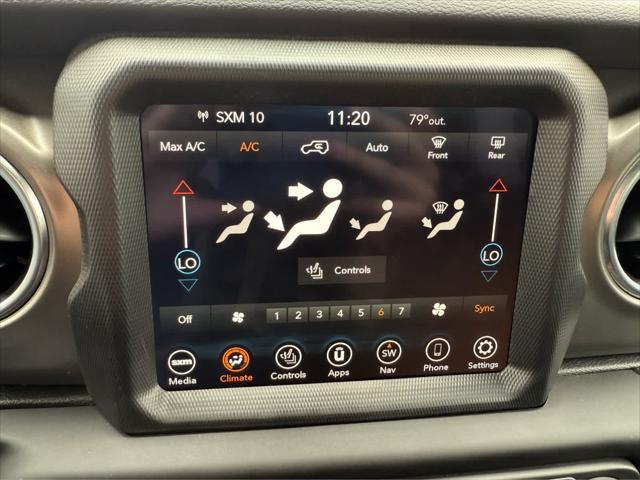 SXM 10 11:20 79° out.
Max A/C A/C Auto Front Rear
LO LO
Controls
Off 1 2 3 4 5 6 7 Sync
sxm SW
Media Climate Controls Apps Nav Phone Settings